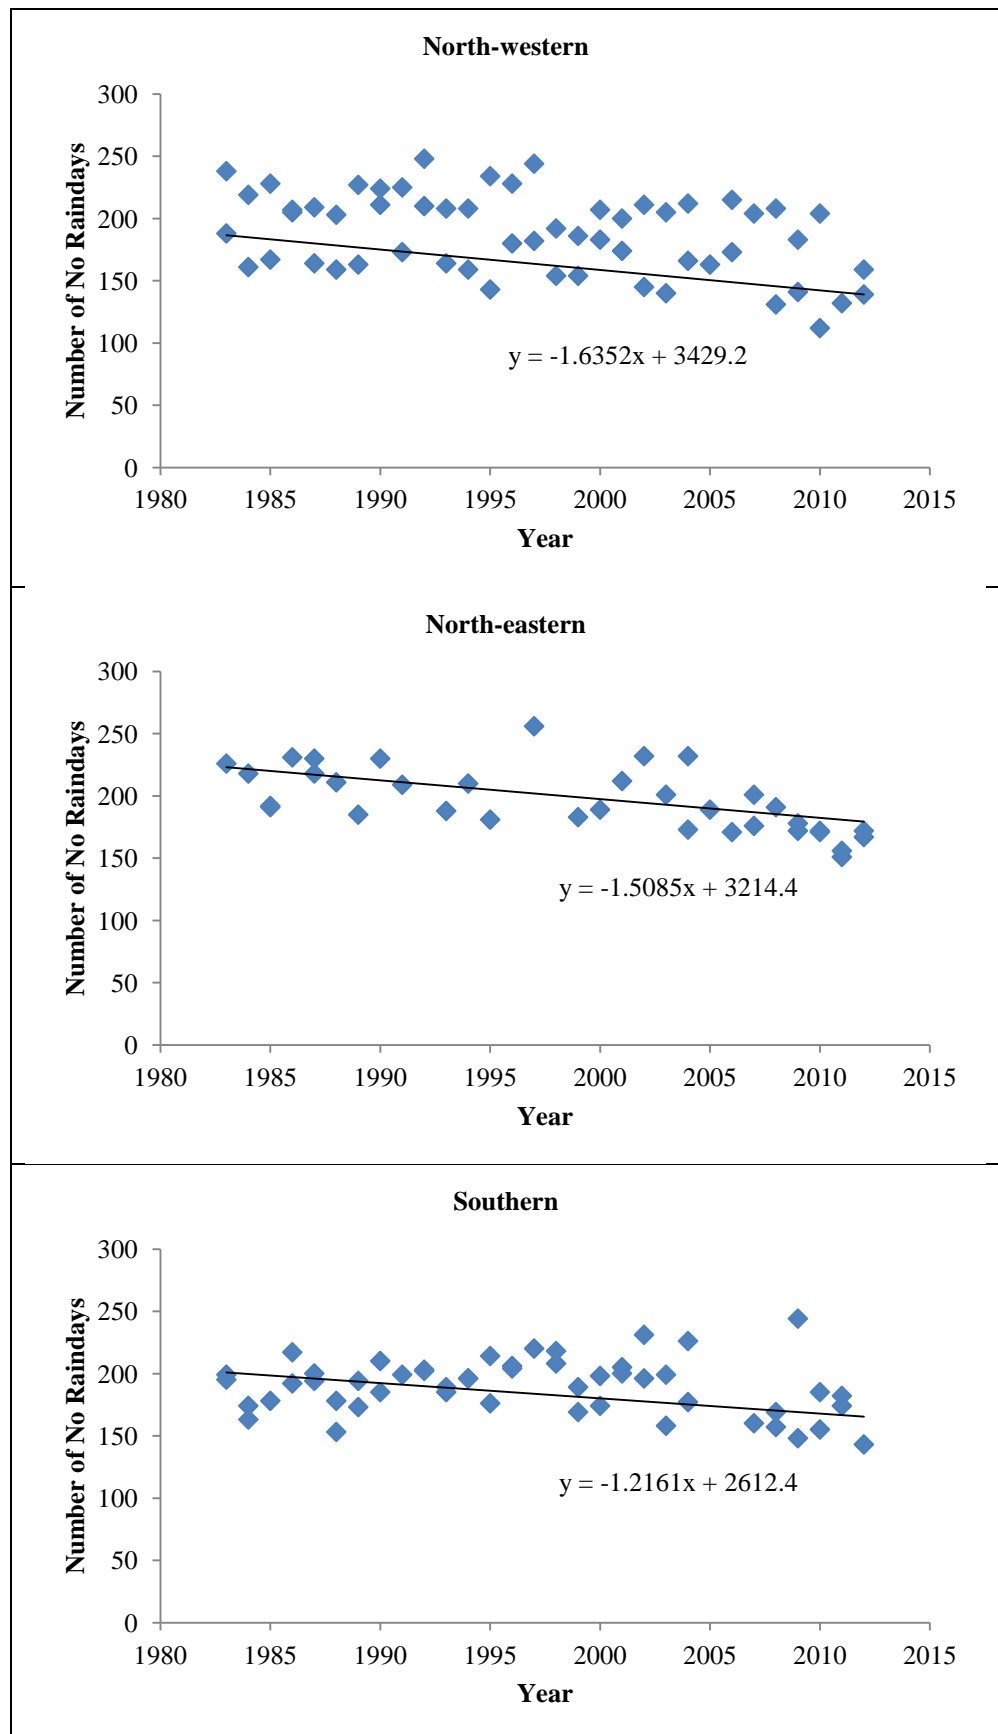 North-western
300
250
200
150
100
50
0
Number of No Raindays
y = -1.6352x + 3429.2
1980 1985 1990 1995 2000 2005 2010 2015
Year
North-eastern
300
250
200
150
100
50
0
Number of No Raindays
y = -1.5085x + 3214.4
1980 1985 1990 1995 2000 2005 2010 2015
Year
Southern
300
250
200
150
100
50
0
Number of No Raindays
y = -1.2161x + 2612.4
1980 1985 1990 1995 2000 2005 2010 2015
Year